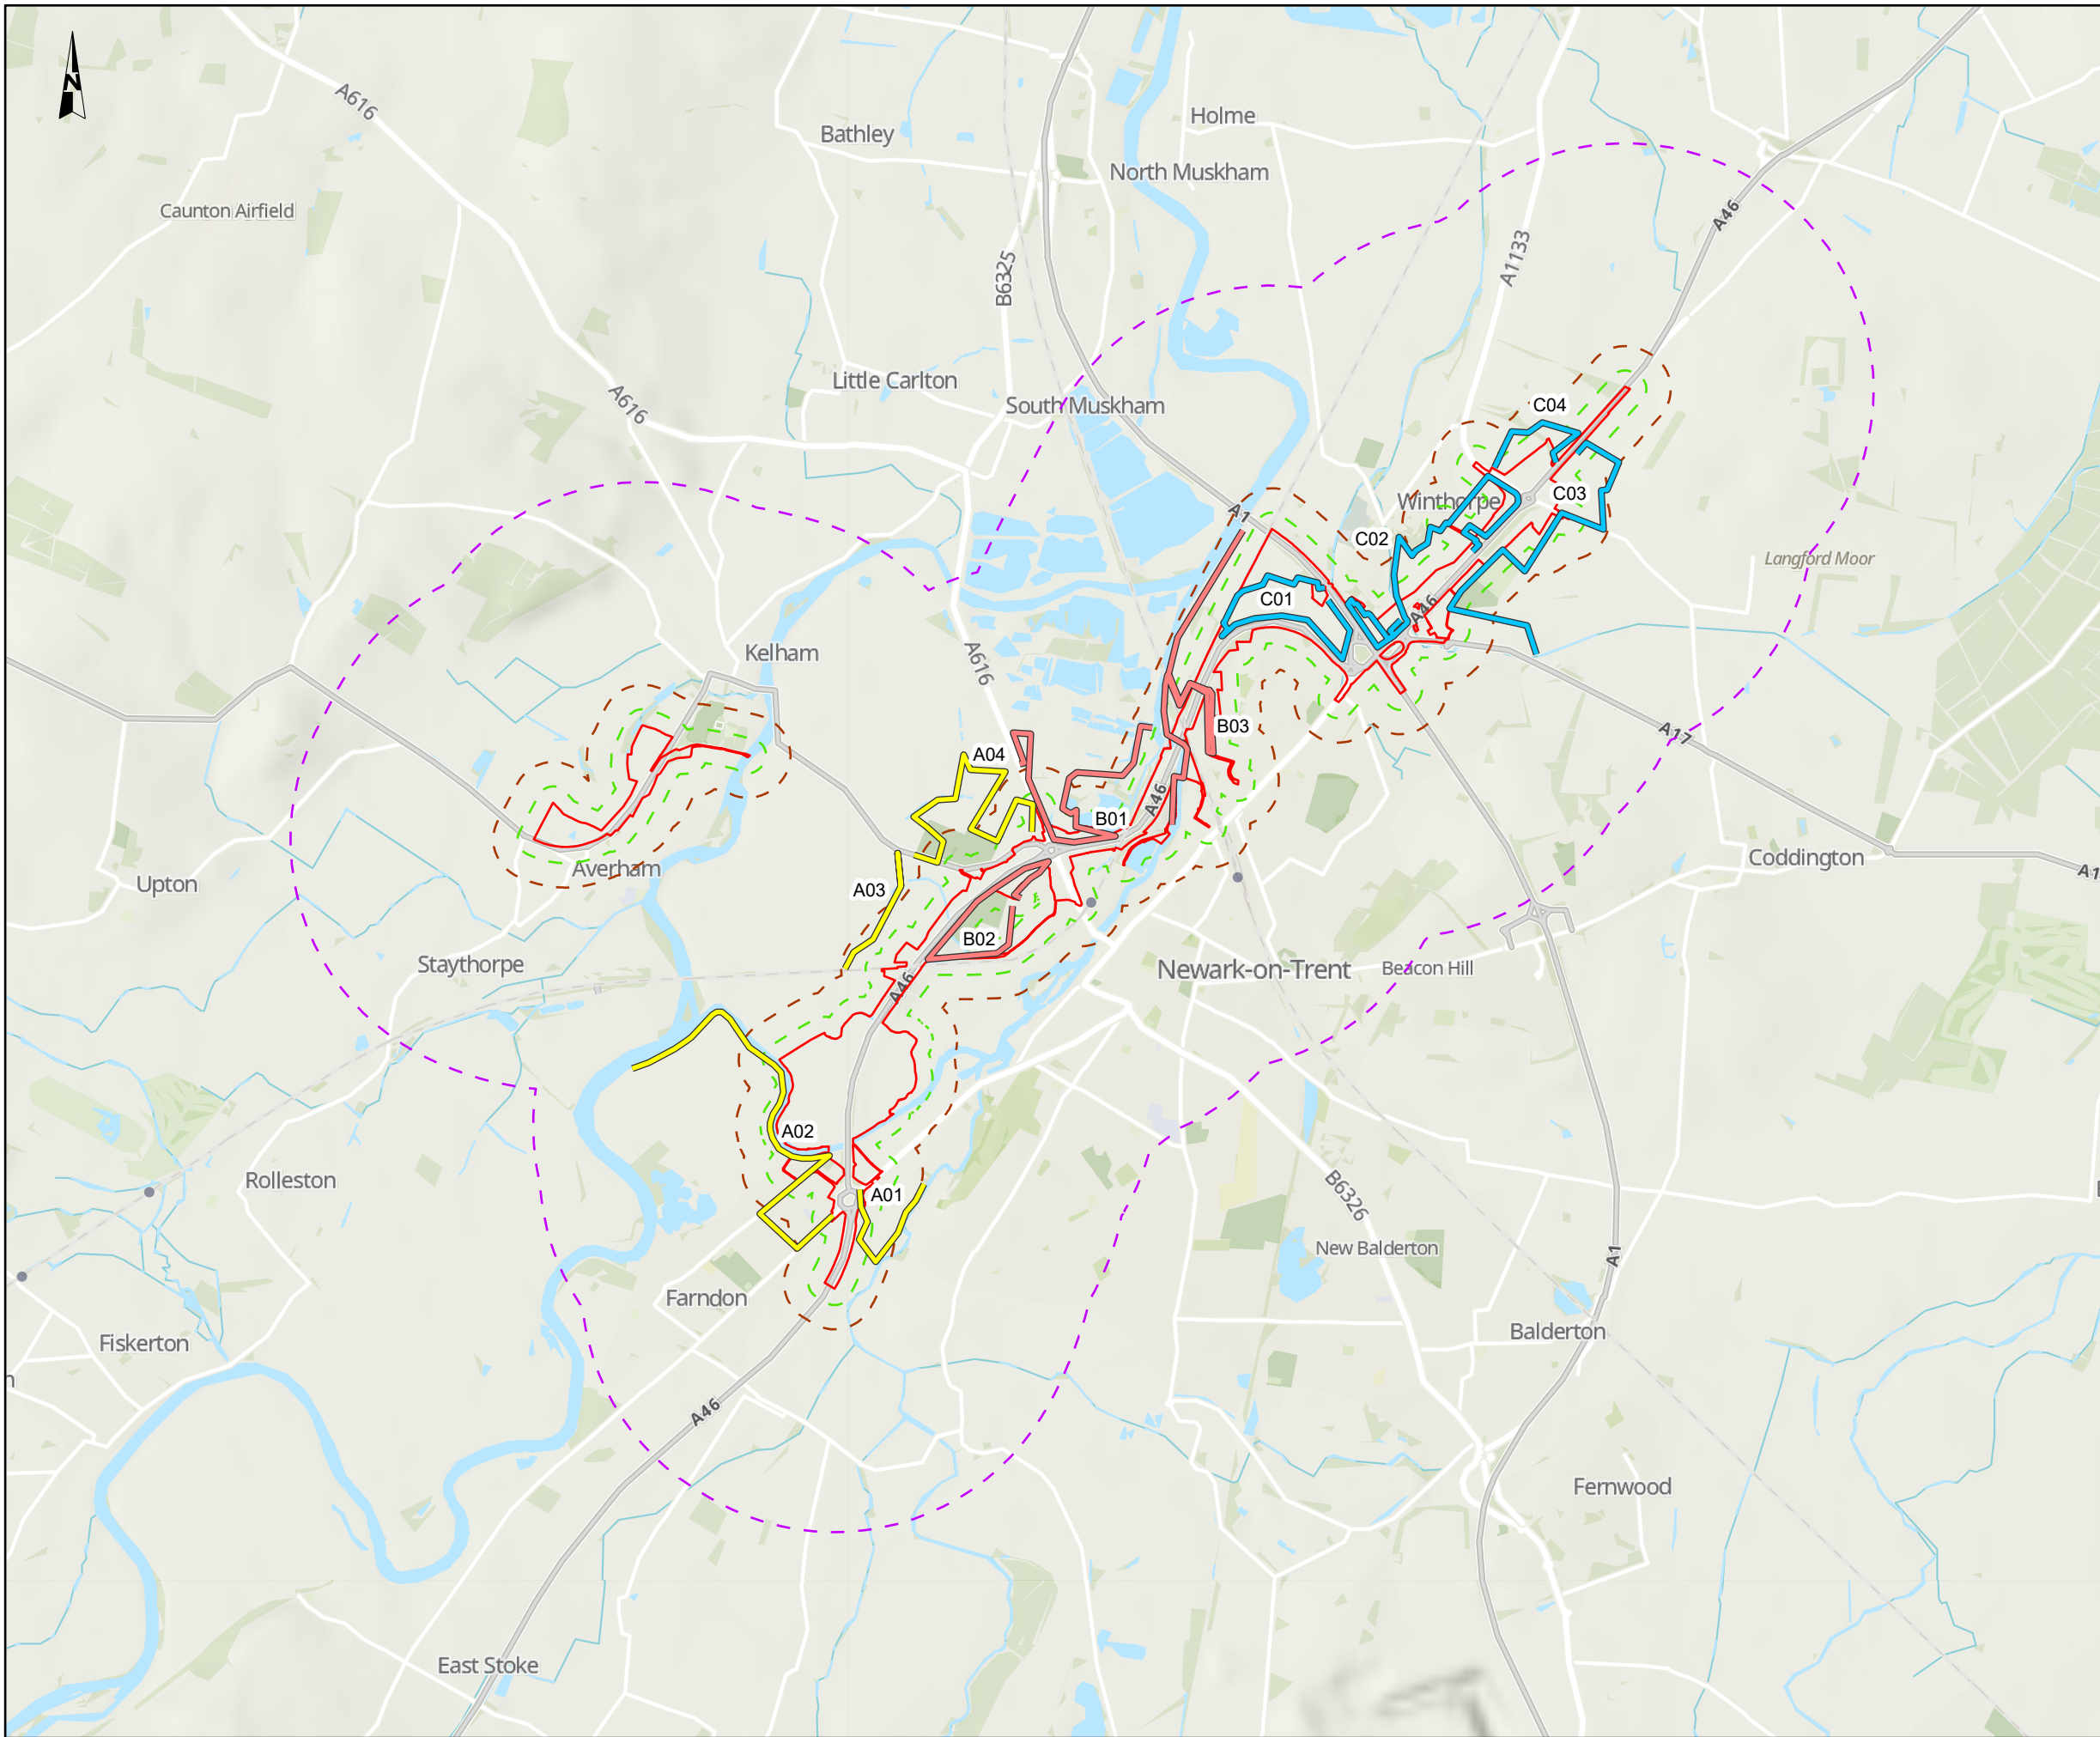 N
A616
Bathley
Holme
North Muskham
Caunton Airfield
A46
A1133
B6325
Little Carlton
South Muskham
A616
C04
Winthorpe
C03
A1
C02
Langford Moor
C01
A46
Kelham
A616
A17
B03
A04
A46
B01
Upton
Averham
A03
Coddington
A1
B02
Staythorpe
Newark-on-Trent
Beacon Hill
A46
A02
Rolleston
A01
B6326
New Balderton
A1
Farndon
Fiskerton
Balderton
n
A46
Fernwood
East Stoke